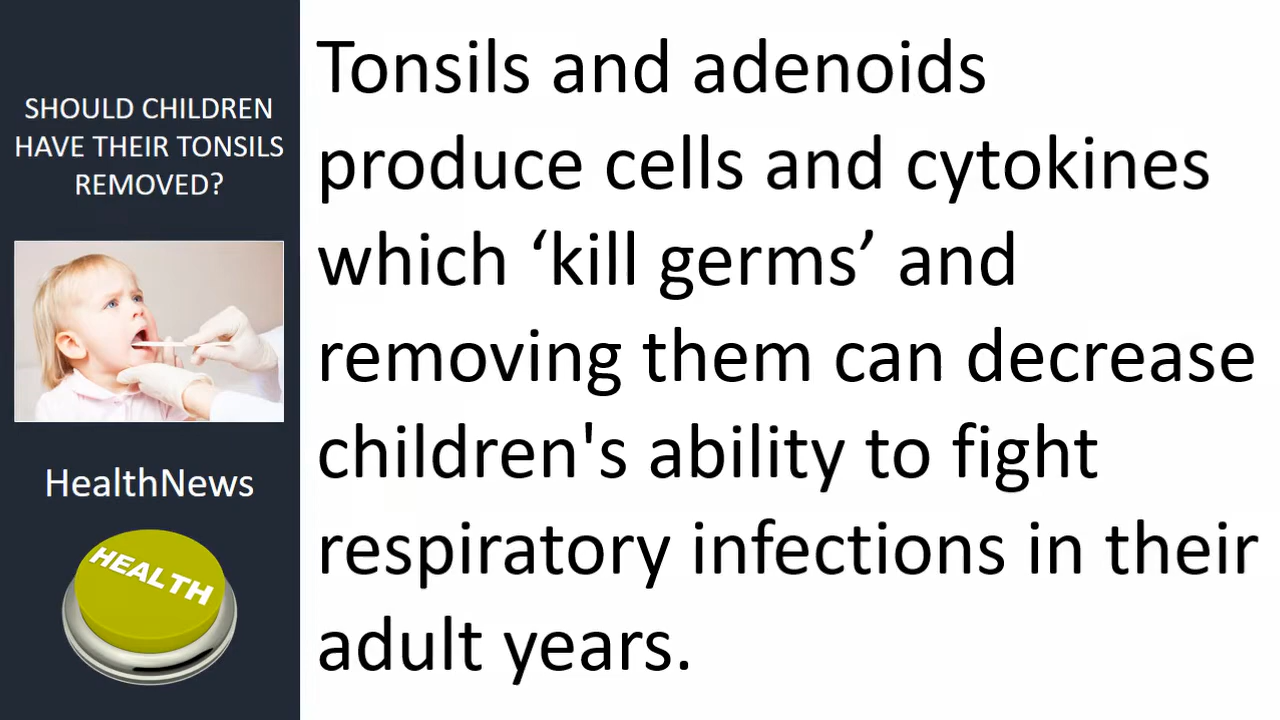 SHOULD CHILDREN
HAVE THEIR TONSILS
REMOVED?
HealthNews
HEALTH
Tonsils and adenoids
produce cells and cytokines
which ‘kill germs’ and
removing them can decrease
children's ability to fight
respiratory infections in their
adult years.